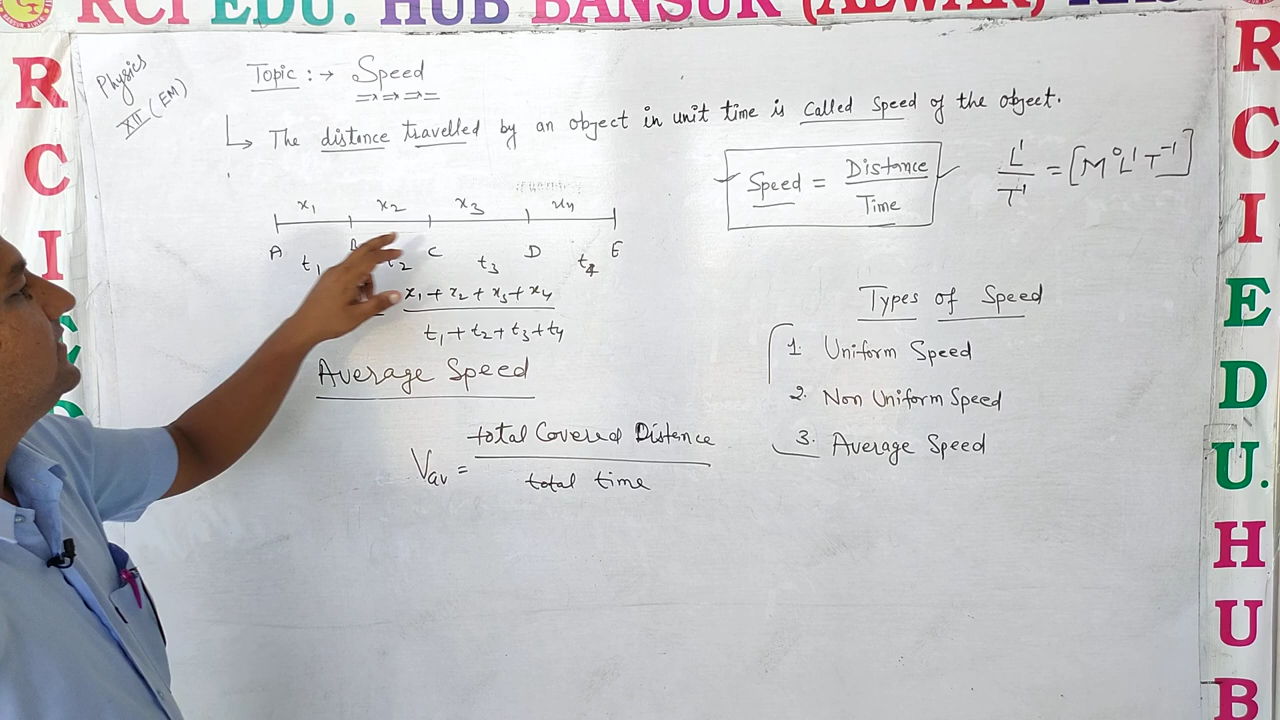 RCI EDU. HUB BANSUR (ALWAR)
Physics
XII (EM)
Topic :→ Speed
The distance travelled by an object in unit time is called Speed of the object.
Speed = Distance / Time
L¹ / T¹ = [M⁰L¹T⁻¹]
x₁ x₂ x₃ x₄
A B C D E
t₁ t₂ t₃ t₄
x₁ + x₂ + x₃ + x₄
t₁ + t₂ + t₃ + t₄
Average Speed
Vav = total Covered Distance / total time
Types of Speed
1. Uniform Speed
2. Non Uniform Speed
3. Average Speed
R
C
I
R
C
I
E
D
U.
H
U
B